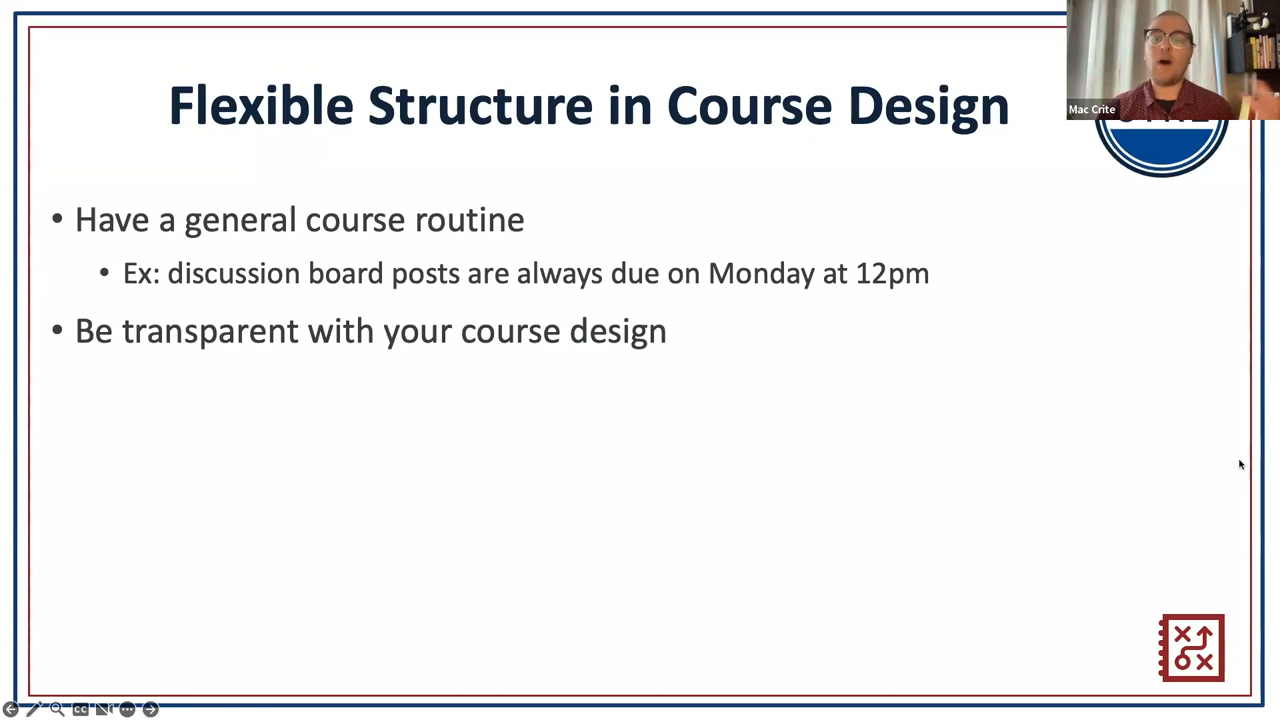 Flexible Structure in Course Design
Mac Crite
• Have a general course routine
• Ex: discussion board posts are always due on Monday at 12pm
• Be transparent with your course design
CC